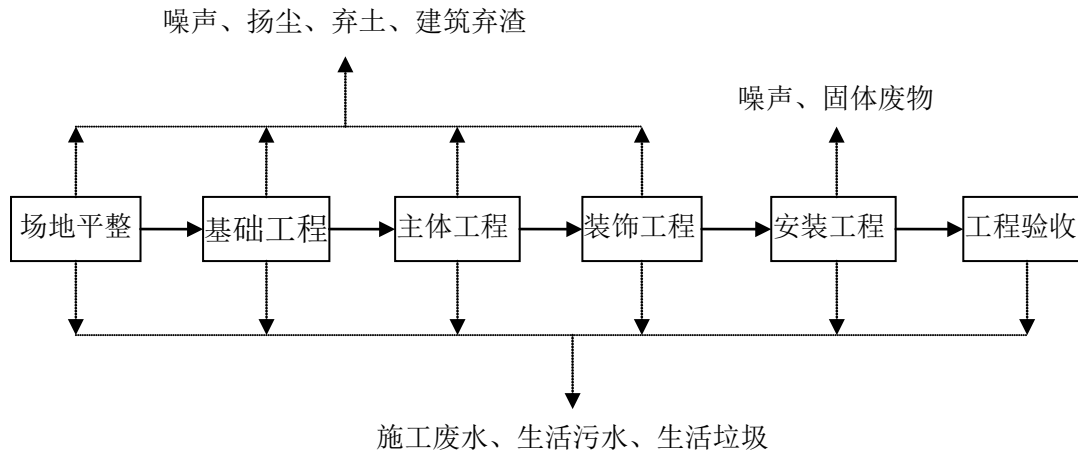 噪声、扬尘、弃土、建筑弃渣
噪声、固体废物
场地平整
基础工程
主体工程
装饰工程
安装工程
工程验收
施工废水、生活污水、生活垃圾